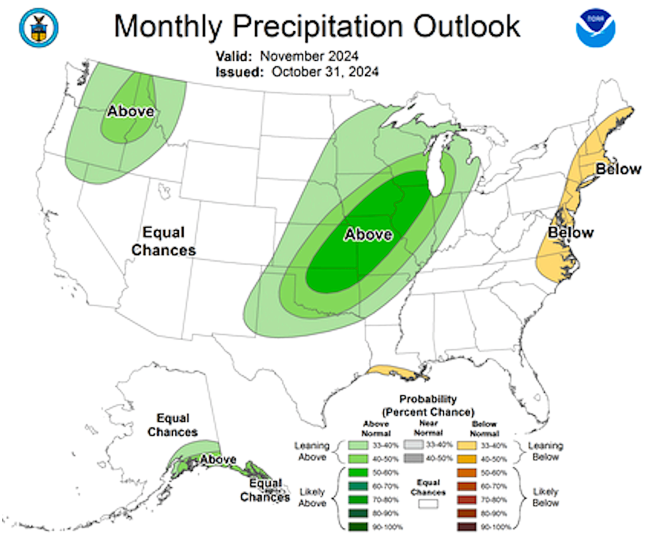 Monthly Precipitation Outlook
NOAA
Valid: November 2024
Issued: October 31, 2024
Above
Below
Equal
Chances
Above
Below
Equal
Chances
Above
Equal
Chances
Probability
(Percent Chance)
Above
Normal
Near
Normal
Below
Normal
Leaning
Above
33-40%
33-40%
33-40%
Leaning
Below
40-50%
40-50%
40-50%
Likely
Above
50-60%
Equal
Chances
50-60%
Likely
Below
60-70%
60-70%
70-80%
70-80%
80-90%
80-90%
90-100%
90-100%